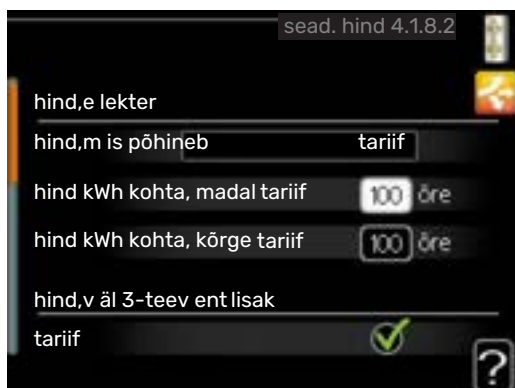 sead. hind 4.1.8.2
hind,e lekter
hind,m is põhineb tariif
hind kWh kohta, madal tariif 100 öre
hind kWh kohta, kõrge tariif 100 öre
hind,v äl 3-teev ent lisak
tariif
?